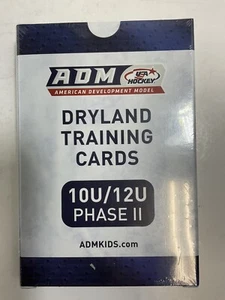 ADM USA HOCKEY
AMERICAN DEVELOPMENT MODEL
DRYLAND
TRAINING
CARDS
10U/12U
PHASE II
ADMKIDS.com